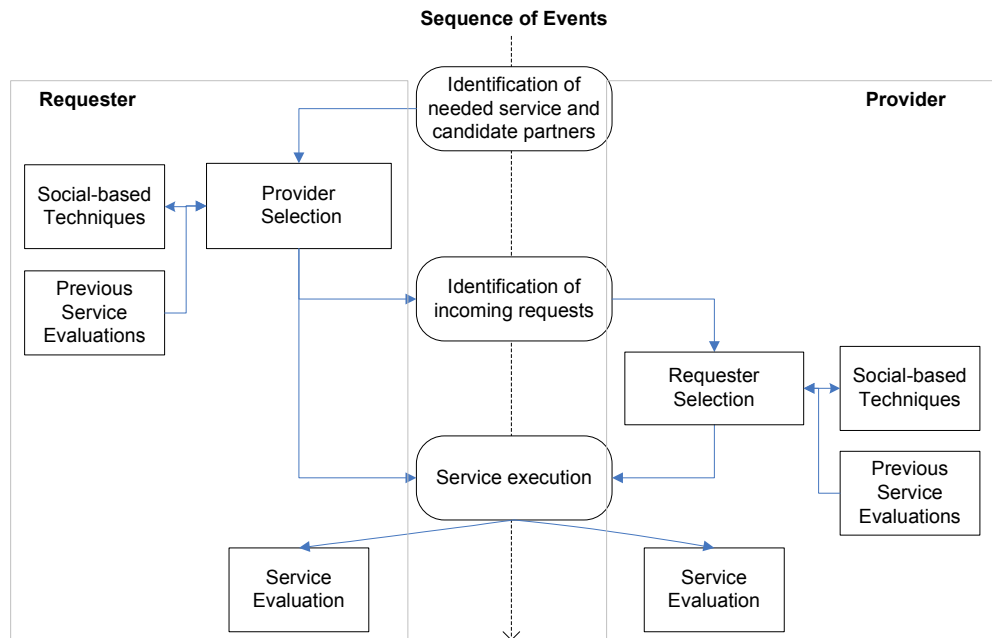 Sequence of Events
Requester
Identification of
needed service and
candidate partners
Provider
Social-based
Techniques
Provider
Selection
Previous
Service
Evaluations
Identification of
incoming requests
Requester
Selection
Social-based
Techniques
Service execution
Previous
Service
Evaluations
Service
Evaluation
Service
Evaluation